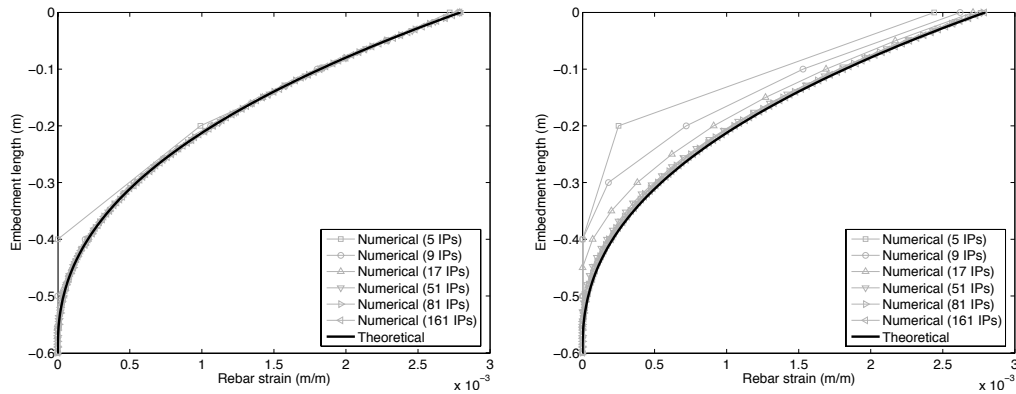 0
−0.1
−0.2
−0.3
−0.4
−0.5
−0.6
Embedment length (m)
0 0.5 1 1.5 2 2.5 3
Rebar strain (m/m)
x 10⁻³
Numerical (5 IPs)
Numerical (9 IPs)
Numerical (17 IPs)
Numerical (51 IPs)
Numerical (81 IPs)
Numerical (161 IPs)
Theoretical
0
−0.1
−0.2
−0.3
−0.4
−0.5
−0.6
Embedment length (m)
0 0.5 1 1.5 2 2.5 3
Rebar strain (m/m)
x 10⁻³
Numerical (5 IPs)
Numerical (9 IPs)
Numerical (17 IPs)
Numerical (51 IPs)
Numerical (81 IPs)
Numerical (161 IPs)
Theoretical